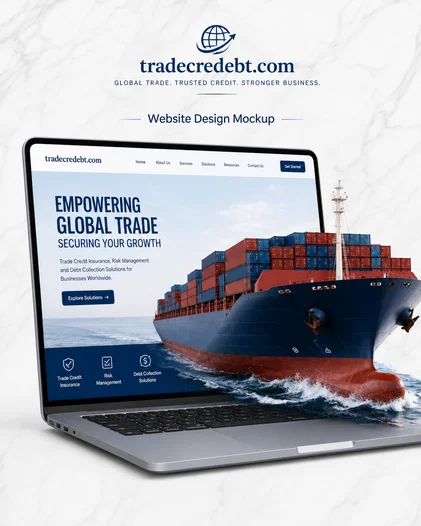 tradecredebt.com
GLOBAL TRADE. TRUSTED CREDIT. STRONGER BUSINESS.
Website Design Mockup
tradecredebt.com
Home About Us Services Solutions Resources Contact Us Get Started
EMPOWERING
GLOBAL TRADE
SECURING YOUR GROWTH
Trade Credit Insurance, Risk Management
and Debt Collection Solutions for
Businesses Worldwide.
Explore Solutions →
Trade Credit
Insurance
Risk
Management
Debt Collection
Solutions